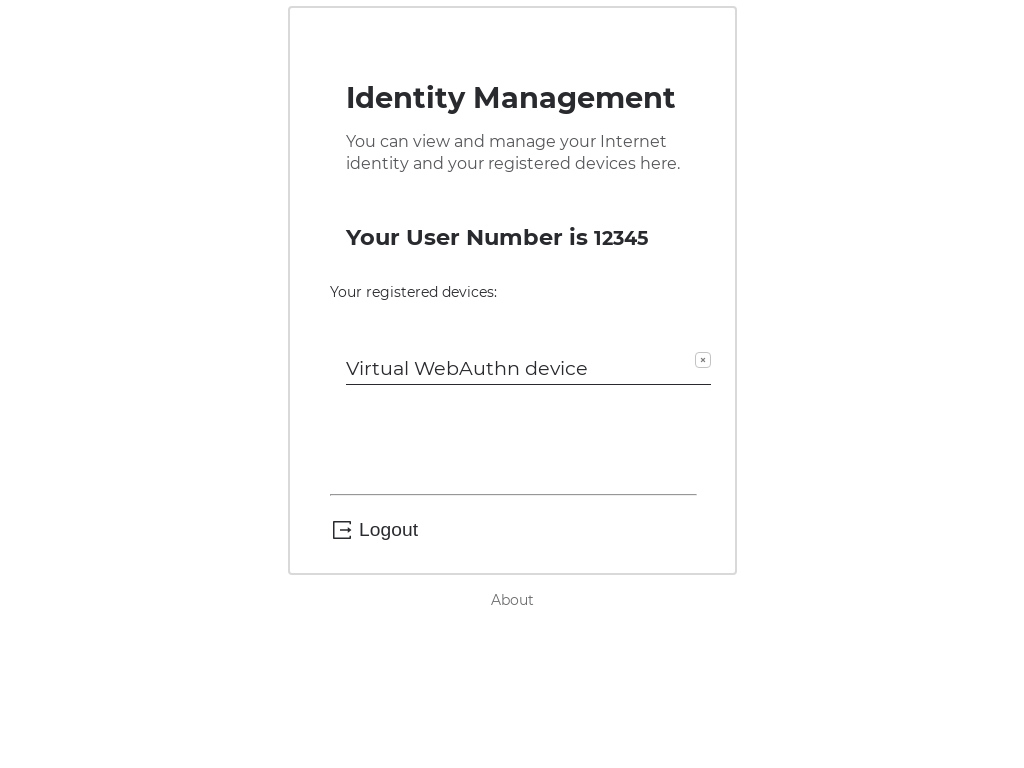 Identity Management
You can view and manage your Internet
identity and your registered devices here.
Your User Number is 12345
Your registered devices:
Virtual WebAuthn device
Logout
About